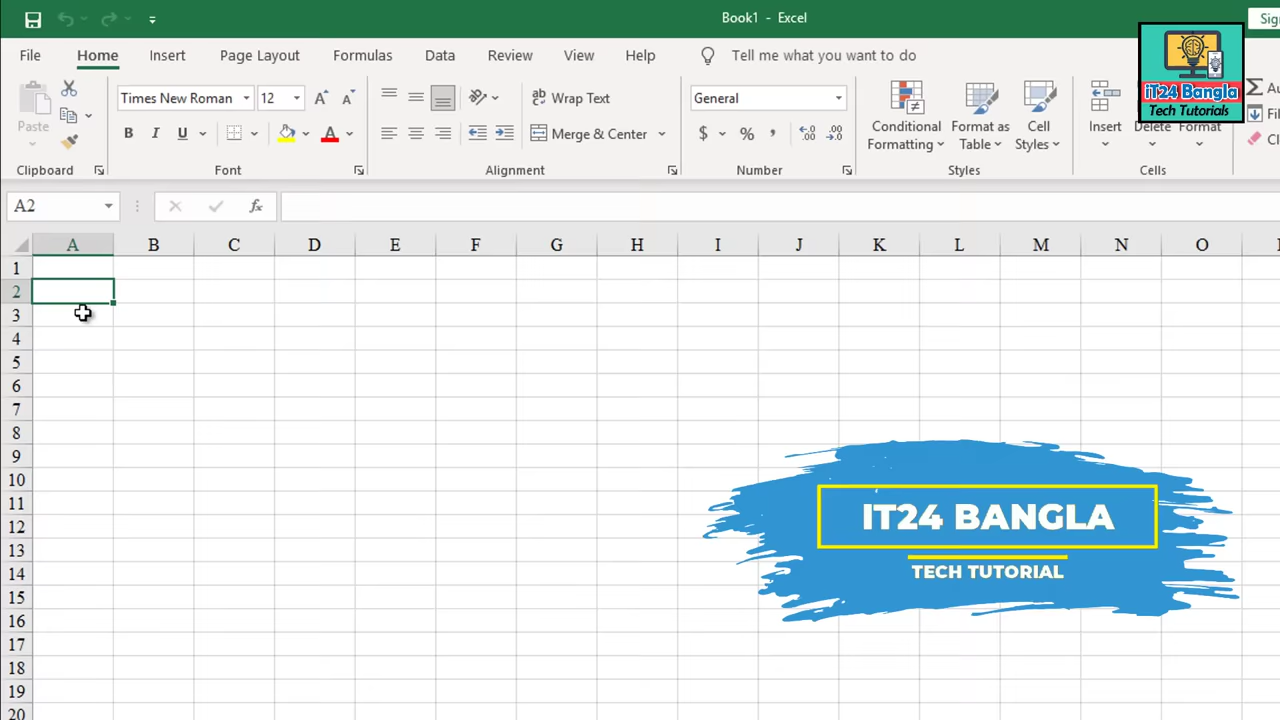 Book1 - Excel
File Home Insert Page Layout Formulas Data Review View Help Tell me what you want to do
iT24 Bangla
Tech Tutorials
Times New Roman 12 Wrap Text General
Paste B I U Merge & Center $ % Conditional Formatting Format as Table Cell Styles Insert Delete Format
Clipboard Font Alignment Number Styles Cells
A2 fx
A B C D E F G H I J K L M N O
1
2
3
4
5
6
7
8
9
10
11
12
13
14
15
16
17
18
19
20
IT24 BANGLA
TECH TUTORIAL